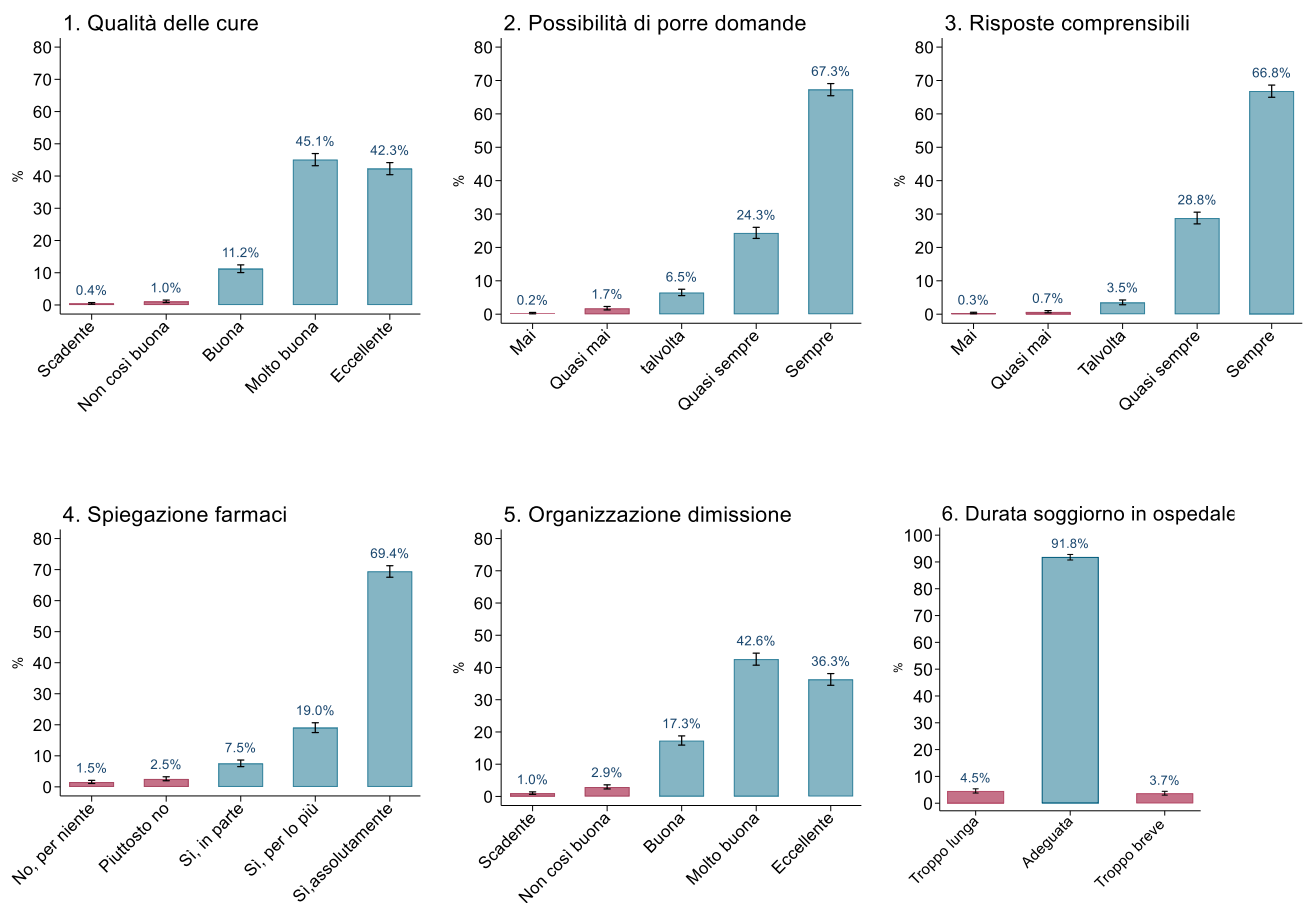 1. Qualità delle cure
80
70
60
50
40
30
20
10
0
%
0.4%
1.0%
11.2%
45.1%
42.3%
Scadente
Non così buona
Buona
Molto buona
Eccellente
2. Possibilità di porre domande
80
70
60
50
40
30
20
10
0
%
0.2%
1.7%
6.5%
24.3%
67.3%
Mai
Quasi mai
talvolta
Quasi sempre
Sempre
3. Risposte comprensibili
80
70
60
50
40
30
20
10
0
%
0.3%
0.7%
3.5%
28.8%
66.8%
Mai
Quasi mai
Talvolta
Quasi sempre
Sempre
4. Spiegazione farmaci
80
70
60
50
40
30
20
10
0
%
1.5%
2.5%
7.5%
19.0%
69.4%
No, per niente
Piuttosto no
Sì, in parte
Sì, per lo più
Sì,assolutamente
5. Organizzazione dimissione
80
70
60
50
40
30
20
10
0
%
1.0%
2.9%
17.3%
42.6%
36.3%
Scadente
Non così buona
Buona
Molto buona
Eccellente
6. Durata soggiorno in ospedale
100
90
80
70
60
50
40
30
20
10
0
%
4.5%
91.8%
3.7%
Troppo lunga
Adeguata
Troppo breve